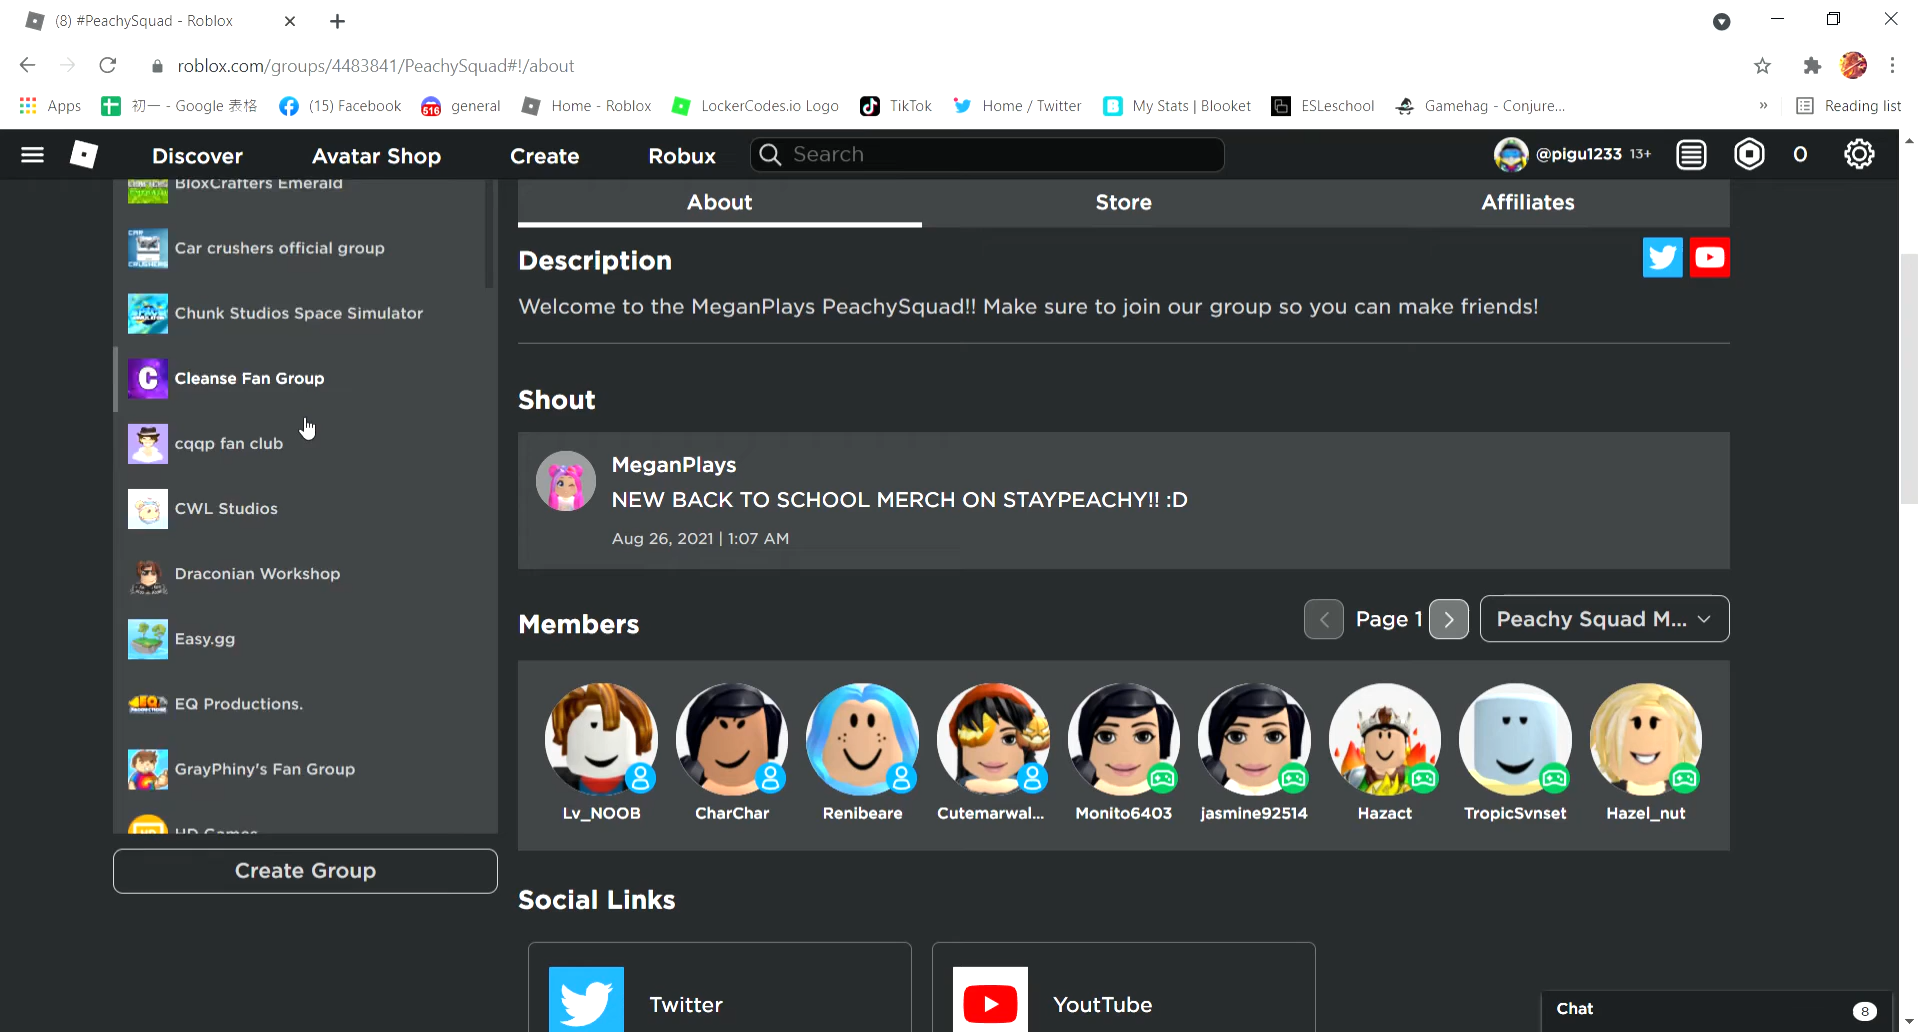 (8) #PeachySquad - Roblox
roblox.com/groups/4483841/PeachySquad#!/about
Apps
初一 - Google 表格
(15) Facebook
516
general
Home - Roblox
LockerCodes.io Logo
TikTok
Home / Twitter
B
My Stats | Blooket
ESLeschool
Gamehag - Conjure...
»
Reading list
Discover
Avatar Shop
Create
Robux
Search
@pigu1233 13+
0
BloxCrafters Emerald
Car crushers official group
Chunk Studios Space Simulator
C
Cleanse Fan Group
cqqp fan club
CWL Studios
Draconian Workshop
Easy.gg
EQ Productions.
GrayPhiny's Fan Group
HD Games
Create Group
About
Store
Affiliates
Description
Welcome to the MeganPlays PeachySquad!! Make sure to join our group so you can make friends!
Shout
MeganPlays
NEW BACK TO SCHOOL MERCH ON STAYPEACHY!! :D
Aug 26, 2021 | 1:07 AM
Members
Page 1
Peachy Squad M...
Lv_NOOB
CharChar
Renibeare
Cutemarwal...
Monito6403
jasmine92514
Hazact
TropicSvnset
Hazel_nut
Social Links
Twitter
YoutTube
Chat
8